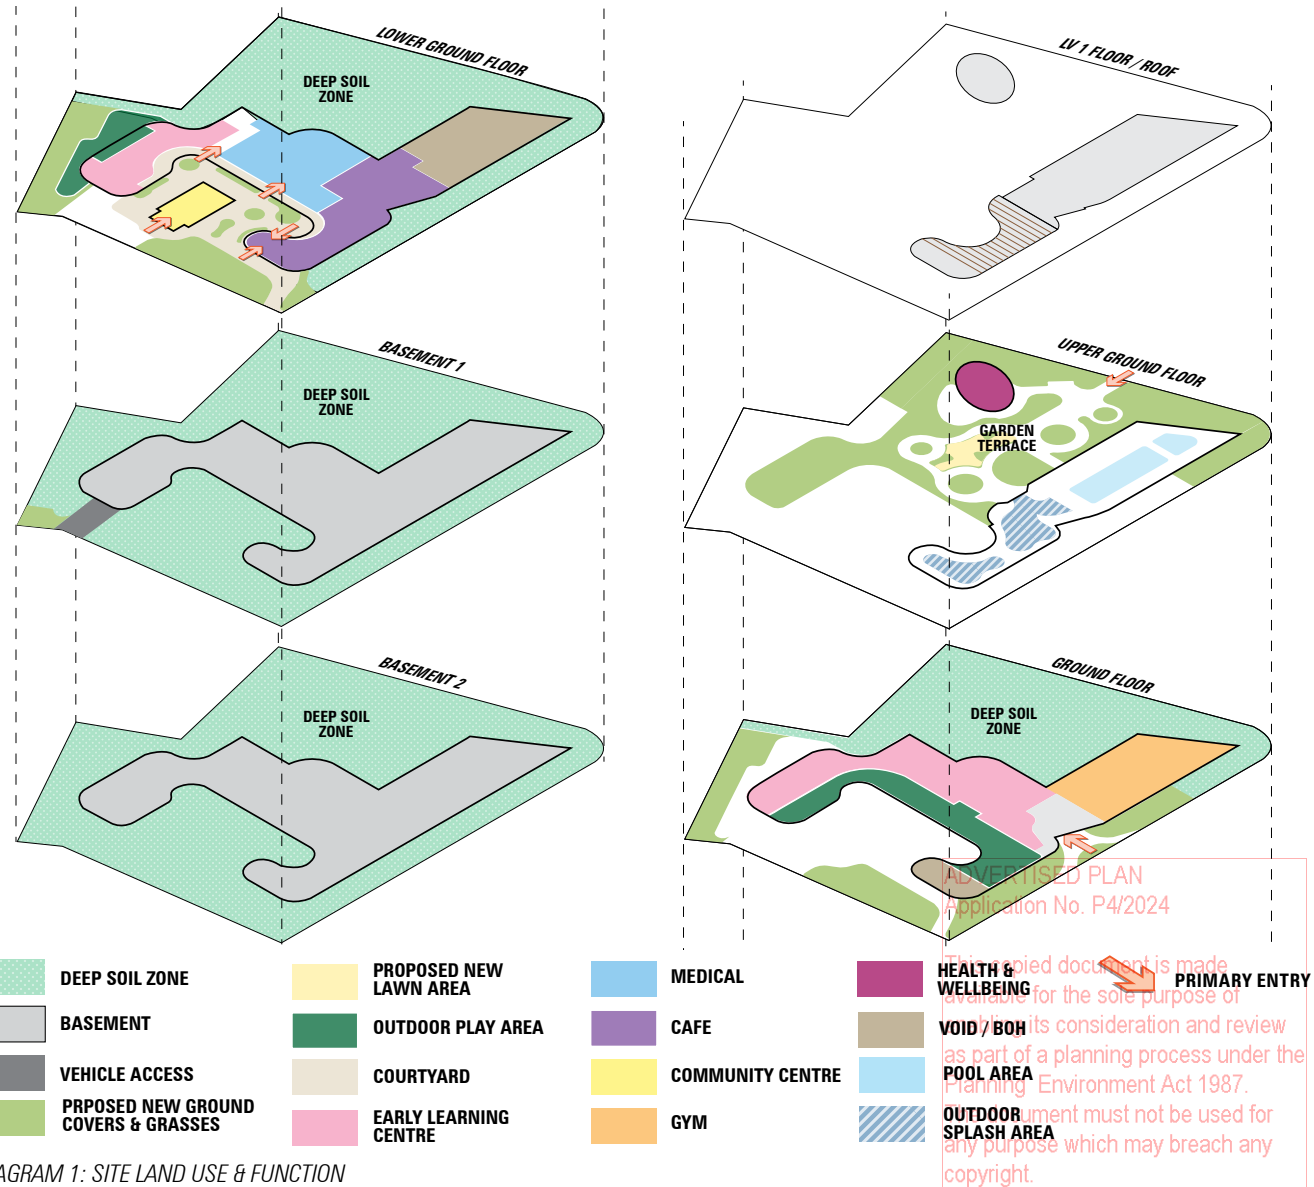 LOWER GROUND FLOOR
DEEP SOIL
ZONE
LV 1 FLOOR / ROOF
BASEMENT 1
DEEP SOIL
ZONE
UPPER GROUND FLOOR
GARDEN
TERRACE
BASEMENT 2
DEEP SOIL
ZONE
GROUND FLOOR
DEEP SOIL
ZONE
DEEP SOIL ZONE
BASEMENT
VEHICLE ACCESS
PRPOSED NEW GROUND
COVERS & GRASSES
PROPOSED NEW
LAWN AREA
OUTDOOR PLAY AREA
COURTYARD
EARLY LEARNING
CENTRE
MEDICAL
CAFE
COMMUNITY CENTRE
GYM
HEALTH &
WELLBEING
VOID / BOH
POOL AREA
OUTDOOR
SPLASH AREA
PRIMARY ENTRY
ADVERTISED PLAN
Application No. P4/2024
This copied document is made
available for the sole purpose of
enabling its consideration and review
as part of a planning process under the
Planning Environment Act 1987.
The document must not be used for
any purpose which may breach any
copyright.
AGRAM 1: SITE LAND USE & FUNCTION